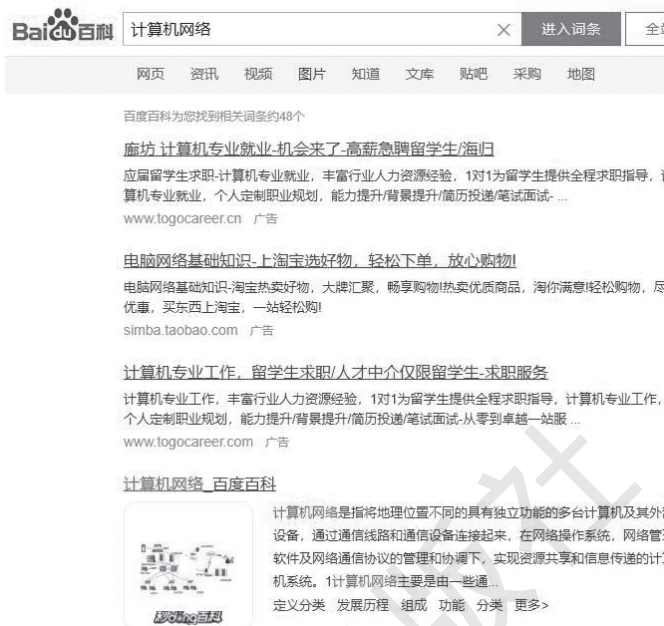 Baidu百科
计算机网络
进入词条
网页 资讯 视频 图片 知道 文库 贴吧 采购 地图
百度百科为您找到相关词条约48个
廊坊 计算机专业就业-机会来了-高薪急聘留学生/海归
应届留学生求职-计算机专业就业，丰富行业人力资源经验，1对1为留学生提供全程求职指导，
算机专业就业，个人定制职业规划，能力提升/背景提升/简历投递/笔试面试- ...
www.togocareer.cn 广告
电脑网络基础知识-上淘宝选好物，轻松下单，放心购物!
电脑网络基础知识-淘宝热卖好物，大牌汇聚，畅享购物!热卖优质商品，淘你满意!轻松购物，尽
优惠，买东西上淘宝，一站轻松购!
simba.taobao.com 广告
计算机专业工作，留学生求职/人才中介仅限留学生-求职服务
计算机专业工作，丰富行业人力资源经验，1对1为留学生提供全程求职指导，计算机专业工作，
个人定制职业规划，能力提升/背景提升/简历投递/笔试面试-从零到卓越一站服 ...
www.togocareer.com 广告
计算机网络_百度百科
计算机网络是指将地理位置不同的具有独立功能的多台计算机及其外
设备，通过通信线路和通信设备连接起来，在网络操作系统，网络管
软件及网络通信协议的管理和协调下，实现资源共享和信息传递的计
机系统。1计算机网络主要是由一些通...
定义分类 发展历程 组成 功能 分类 更多>
秒dong百科